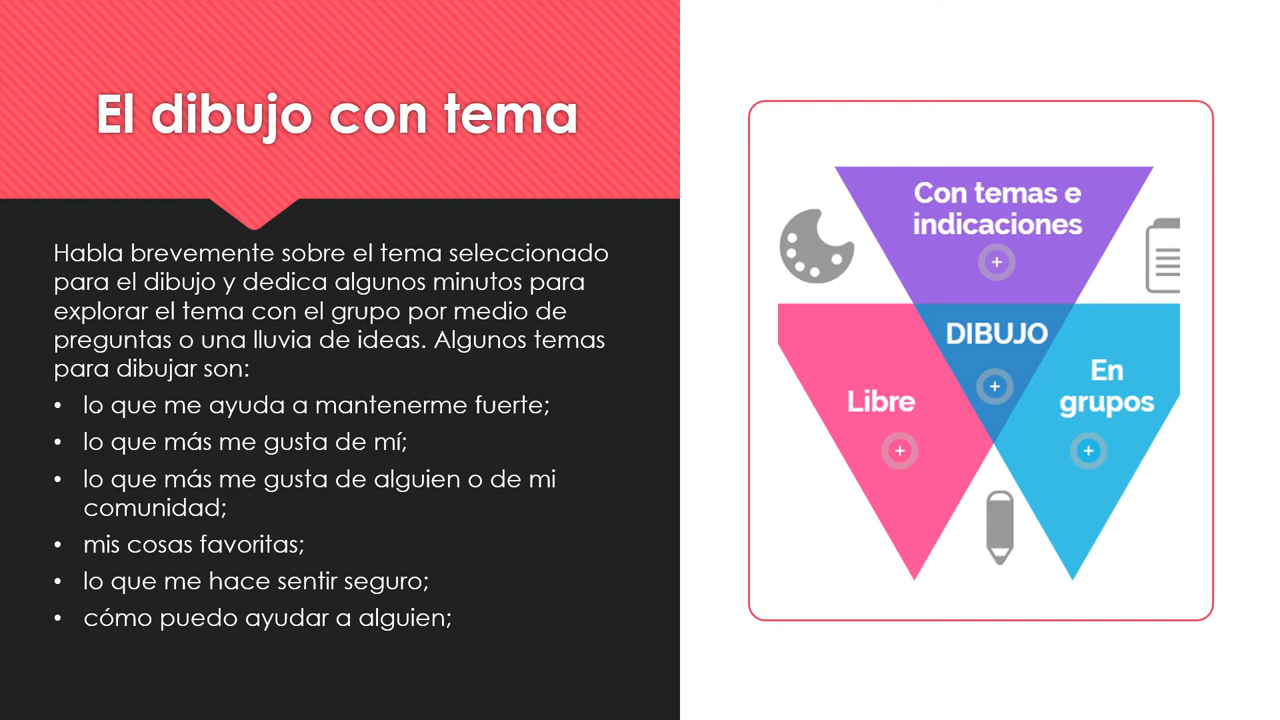 El dibujo con tema
Habla brevemente sobre el tema seleccionado
para el dibujo y dedica algunos minutos para
explorar el tema con el grupo por medio de
preguntas o una lluvia de ideas. Algunos temas
para dibujar son:
• lo que me ayuda a mantenerme fuerte;
• lo que más me gusta de mí;
• lo que más me gusta de alguien o de mi
comunidad;
• mis cosas favoritas;
• lo que me hace sentir seguro;
• cómo puedo ayudar a alguien;
Con temas e
indicaciones
+
DIBUJO
+
Libre
+
En
grupos
+